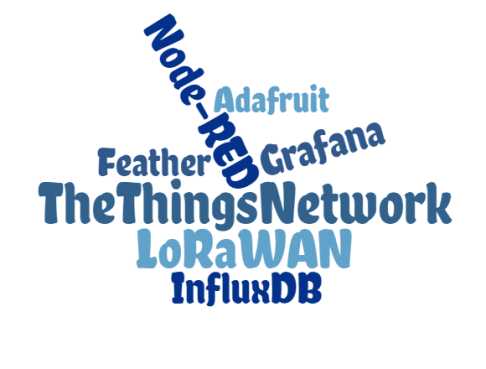 Node-RED
Adafruit
Grafana
Feather
TheThingsNetwork
LoRaWAN
InfluxDB